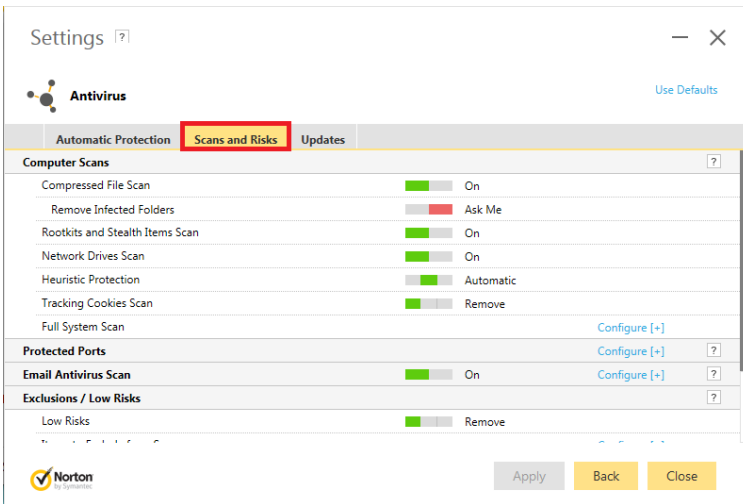 Settings ?
Antivirus
Use Defaults
Automatic Protection Scans and Risks Updates
Computer Scans ?
Compressed File Scan On
Remove Infected Folders Ask Me
Rootkits and Stealth Items Scan On
Network Drives Scan On
Heuristic Protection Automatic
Tracking Cookies Scan Remove
Full System Scan Configure [+]
Protected Ports Configure [+] ?
Email Antivirus Scan On Configure [+] ?
Exclusions / Low Risks ?
Low Risks Remove
Norton
by Symantec
Apply Back Close